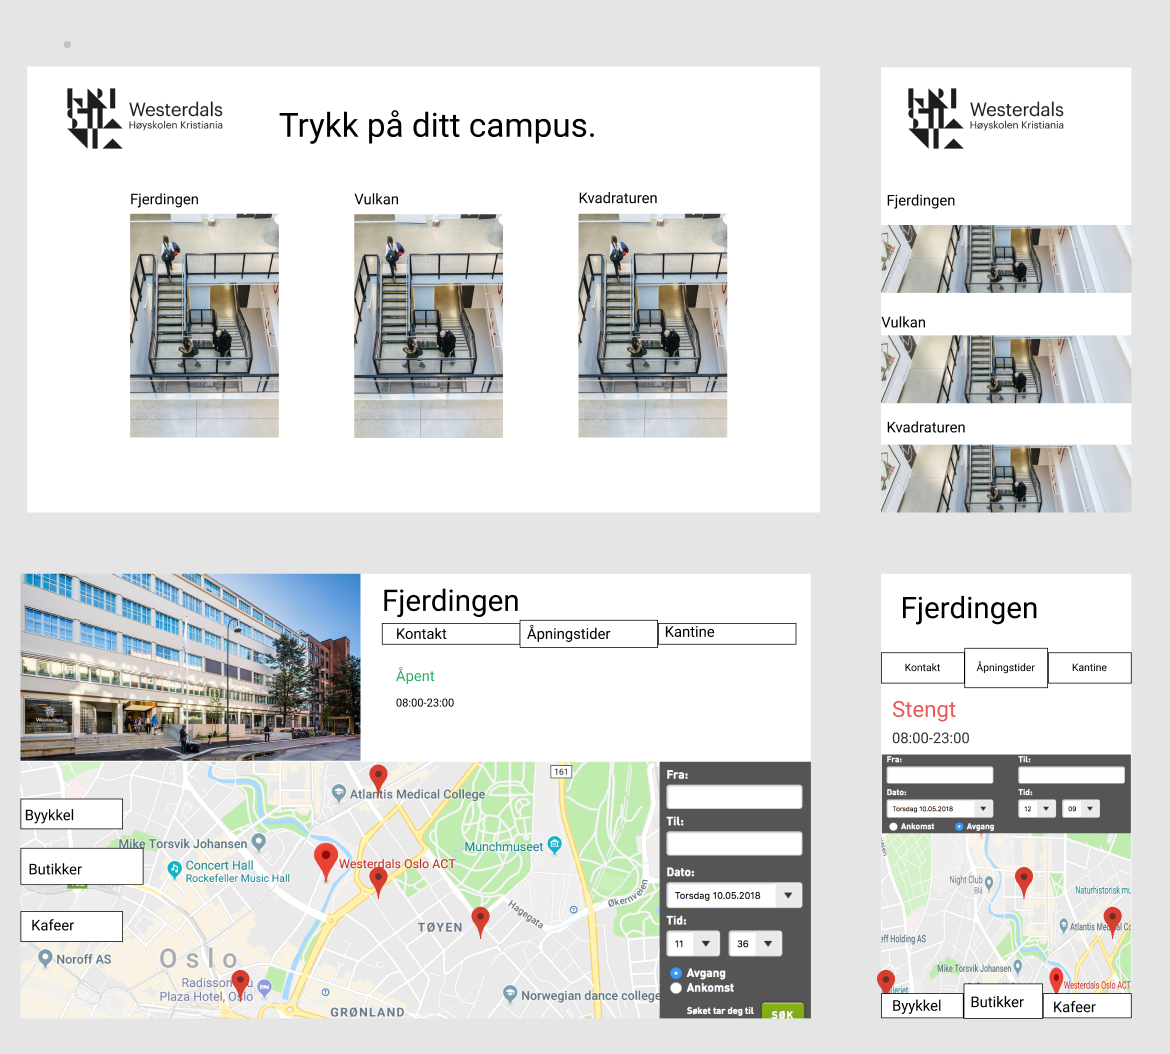 Westerdals
Høyskolen Kristiania
Trykk på ditt campus.
Fjerdingen
Vulkan
Kvadraturen
Westerdals
Høyskolen Kristiania
Fjerdingen
Vulkan
Kvadraturen
Westerdals
Fjerdingen
Kontakt
Åpningstider
Kantine
Åpent
08:00-23:00
161
Atlantis Medical College
Byykkel
Mike Torsvik Johansen
Munchmuseet
Butikker
Concert Hall
Rockefeller Music Hall
Westerdals Oslo ACT
Økernveien
Hagegata
Kafeer
TØYEN
Noroff AS
Oslo
Plaza Hotel, Oslo
Norwegian dance college
GRØNLAND
Fra:
Til:
Dato:
Torsdag 10.05.2018
Tid:
11
36
Avgang
Ankomst
Søket tar deg til
SØK
Fjerdingen
Kontakt
Åpningstider
Kantine
Stengt
08:00-23:00
Fra:
Til:
Dato:
Tid:
Torsdag 10.05.2018
12
09
Ankomst
Avgang
Night Club
Blå
Naturhistorisk mu
Atlantis Medical Co
eff Holding AS
Mike Torsvik Johansen
Westerdals Oslo ACT
Byykkel
Butikker
Kafeer